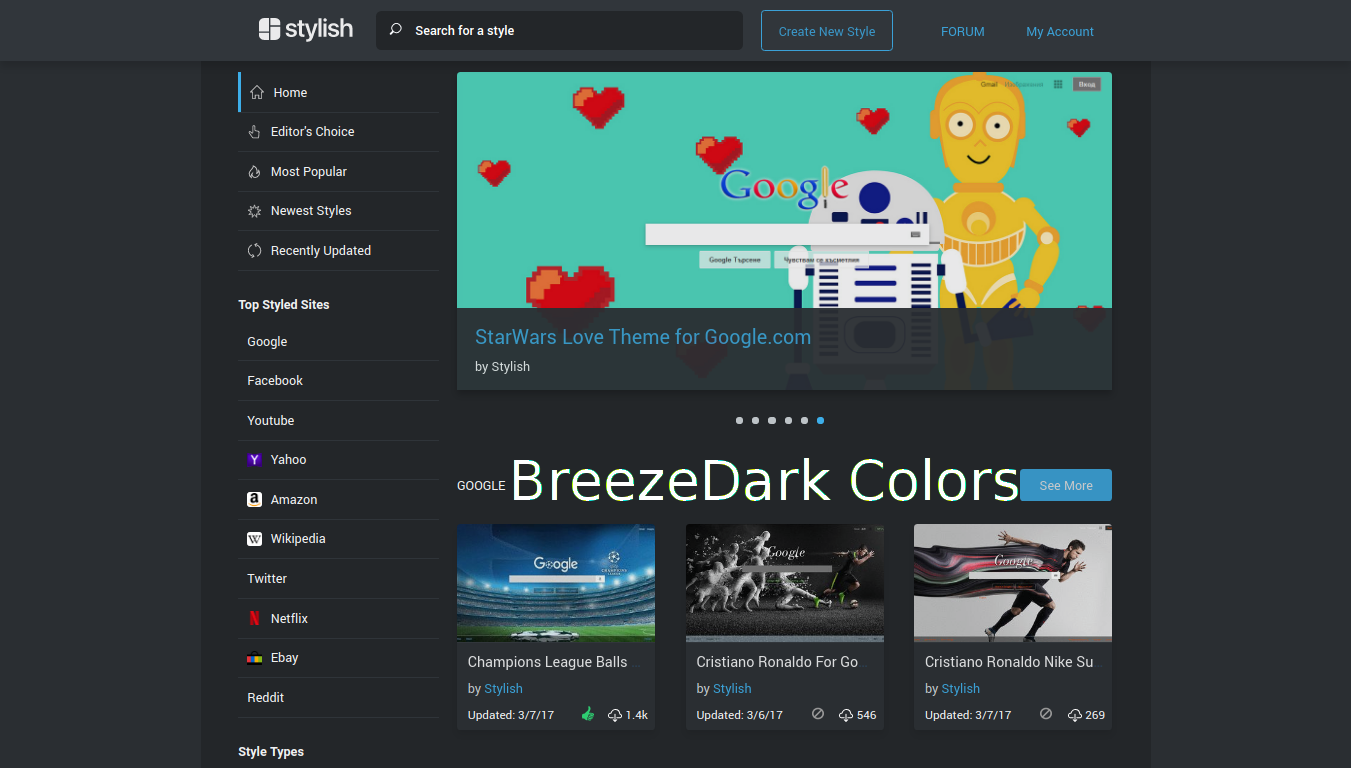 stylish
Search for a style
Create New Style
FORUM
My Account
Home
Editor's Choice
Most Popular
Newest Styles
Recently Updated
Top Styled Sites
Google
Facebook
Youtube
Yahoo
Amazon
Wikipedia
Twitter
Netflix
Ebay
Reddit
Style Types
Gmail Изображения Вход
Google
Google Търсене Чувствам се късметлия
StarWars Love Theme for Google.com
by Stylish
GOOGLE BreezeDark Colors See More
Google
Champions League Balls
by Stylish
Updated: 3/7/17 1.4k
Google
Cristiano Ronaldo For Go
by Stylish
Updated: 3/6/17 546
Google
Cristiano Ronaldo Nike Su
by Stylish
Updated: 3/7/17 269